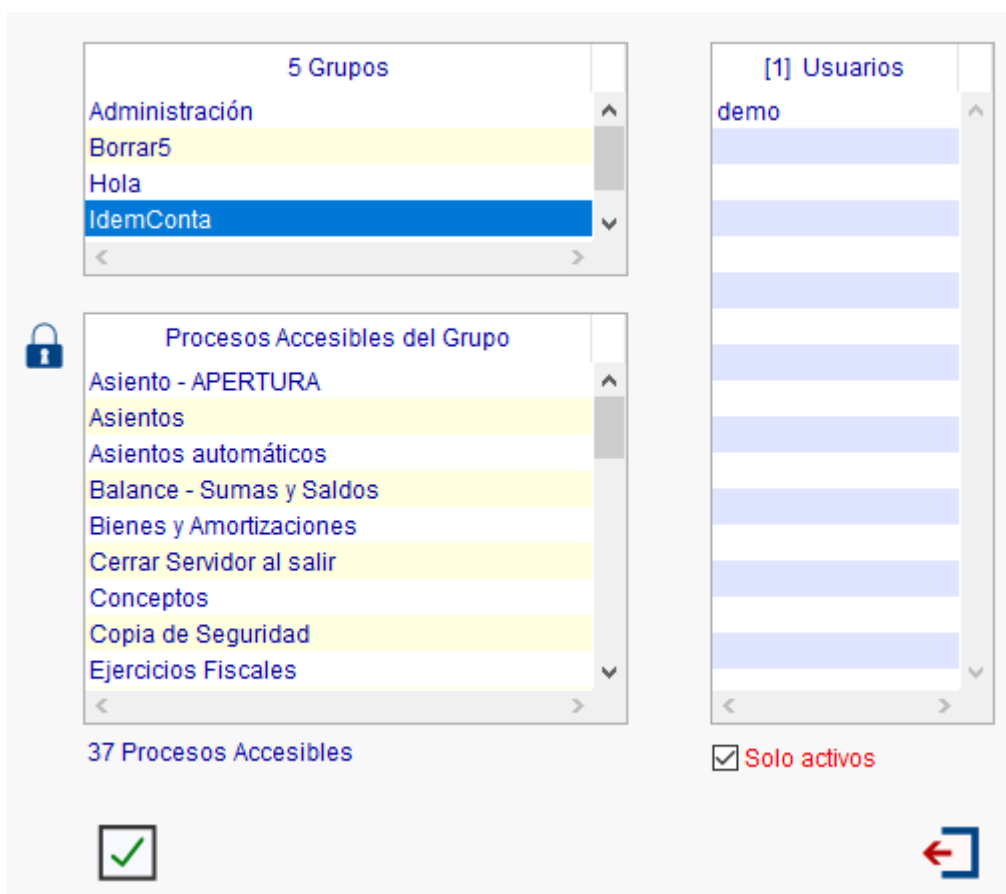 5 Grupos
Administración
Borrar5
Hola
IdemConta
[1] Usuarios
demo
Procesos Accesibles del Grupo
Asiento - APERTURA
Asientos
Asientos automáticos
Balance - Sumas y Saldos
Bienes y Amortizaciones
Cerrar Servidor al salir
Conceptos
Copia de Seguridad
Ejercicios Fiscales
37 Procesos Accesibles
Solo activos